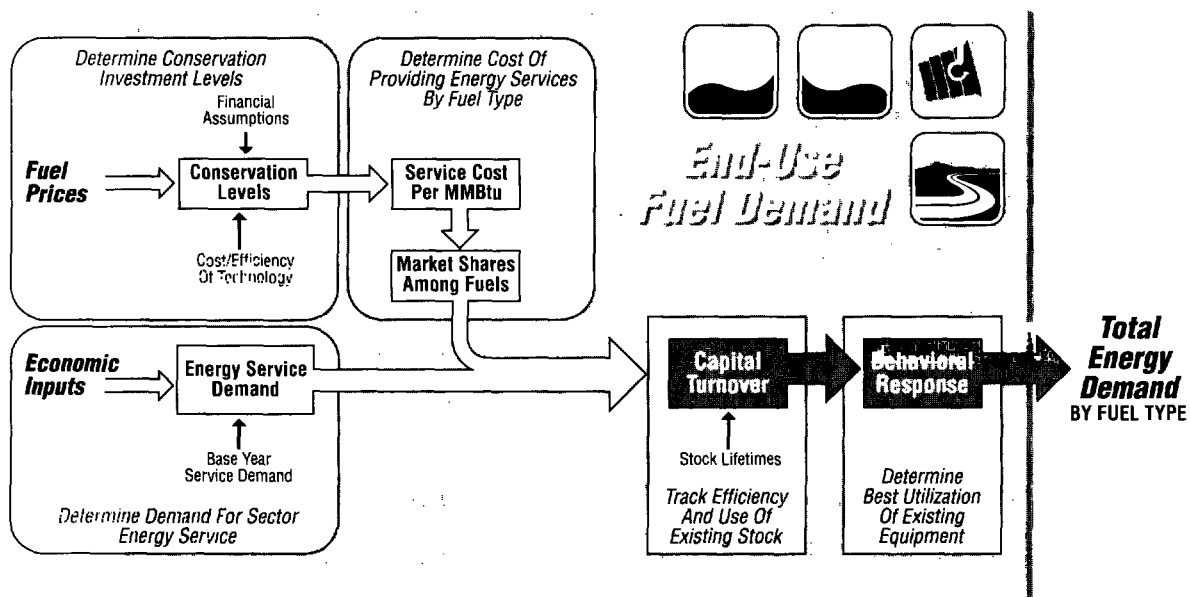 Determine Conservation
Investment Levels
Financial
Assumptions
Fuel
Prices
Conservation
Levels
Cost/Efficiency
Of Technology
Determine Cost Of
Providing Energy Services
By Fuel Type
Service Cost
Per MMBtu
Market Shares
Among Fuels
End-Use
Fuel Demand
Economic
Inputs
Energy Service
Demand
Base Year
Service Demand
Determine Demand For Sector
Energy Service
Capital
Turnover
Stock Lifetimes
Track Efficiency
And Use Of
Existing Stock
Behavioral
Response
Determine
Best Utilization
Of Existing
Equipment
Total
Energy
Demand
BY FUEL TYPE